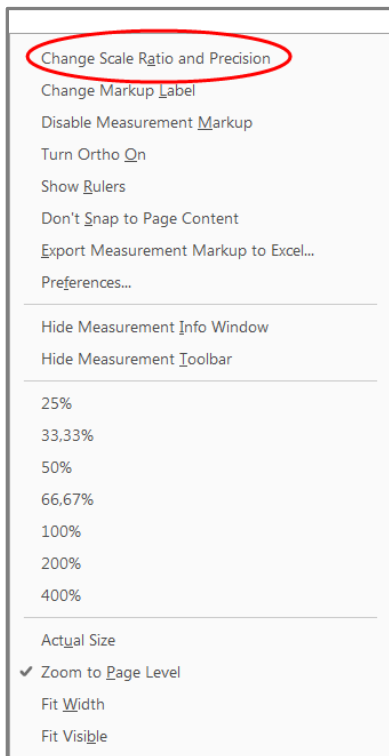 Change Scale Ratio and Precision
Change Markup Label
Disable Measurement Markup
Turn Ortho On
Show Rulers
Don't Snap to Page Content
Export Measurement Markup to Excel...
Preferences...
Hide Measurement Info Window
Hide Measurement Toolbar
25%
33,33%
50%
66,67%
100%
200%
400%
Actual Size
Zoom to Page Level
Fit Width
Fit Visible